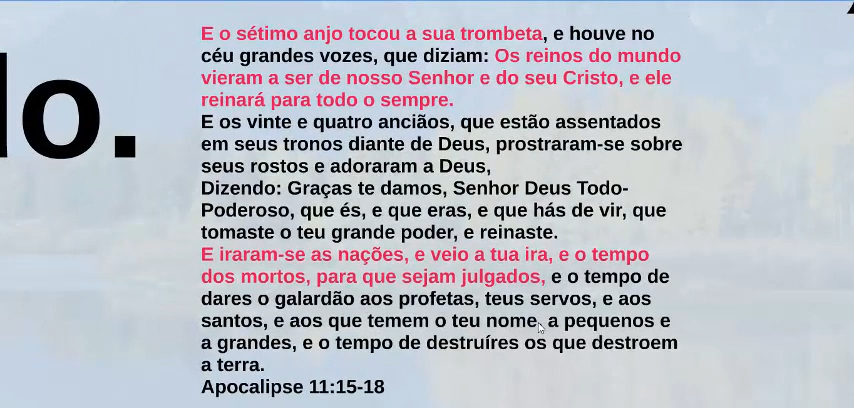 do.
E o sétimo anjo tocou a sua trombeta, e houve no
céu grandes vozes, que diziam: Os reinos do mundo
vieram a ser de nosso Senhor e do seu Cristo, e ele
reinará para todo o sempre.
E os vinte e quatro anciãos, que estão assentados
em seus tronos diante de Deus, prostraram-se sobre
seus rostos e adoraram a Deus,
Dizendo: Graças te damos, Senhor Deus Todo-
Poderoso, que és, e que eras, e que hás de vir, que
tomaste o teu grande poder, e reinaste.
E iraram-se as nações, e veio a tua ira, e o tempo
dos mortos, para que sejam julgados, e o tempo de
dares o galardão aos profetas, teus servos, e aos
santos, e aos que temem o teu nome, a pequenos e
a grandes, e o tempo de destruíres os que destroem
a terra.
Apocalipse 11:15-18